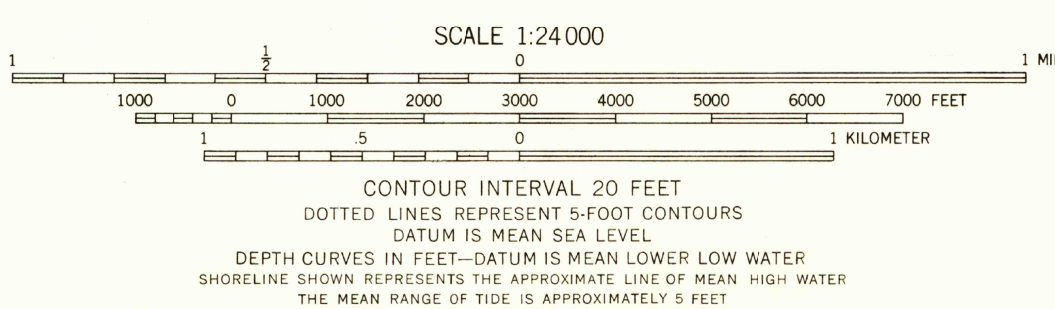 SCALE 1:24 000
1 ½ 0 1
1000 0 1000 2000 3000 4000 5000 6000 7000 FEET
1 .5 0 1 KILOMETER
CONTOUR INTERVAL 20 FEET
DOTTED LINES REPRESENT 5-FOOT CONTOURS
DATUM IS MEAN SEA LEVEL
DEPTH CURVES IN FEET—DATUM IS MEAN LOWER LOW WATER
SHORELINE SHOWN REPRESENTS THE APPROXIMATE LINE OF MEAN HIGH WATER
THE MEAN RANGE OF TIDE IS APPROXIMATELY 5 FEET